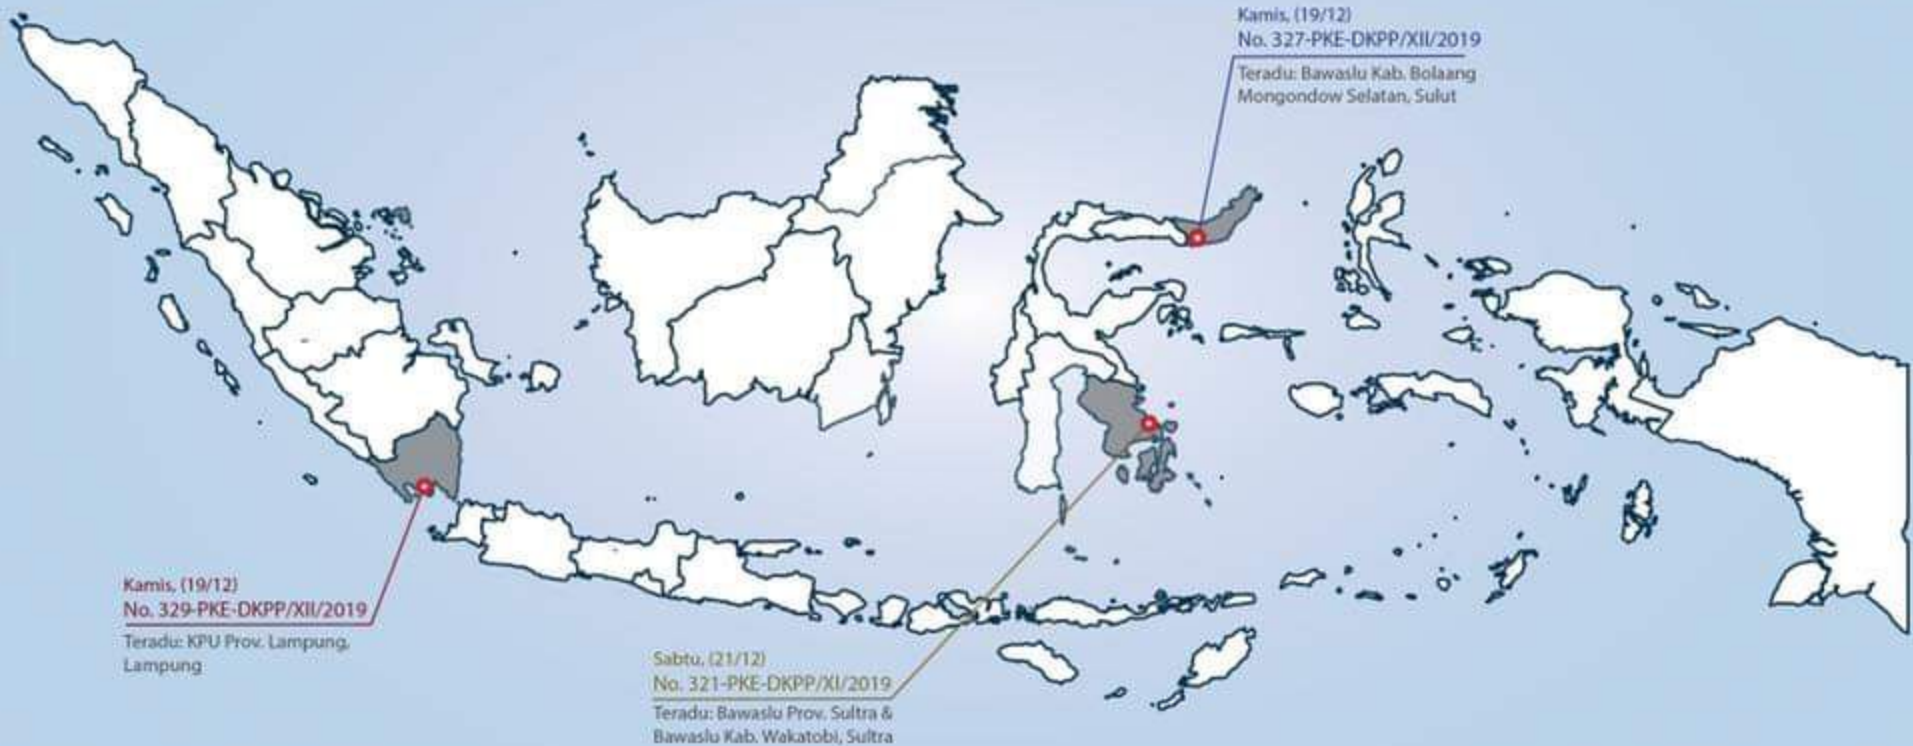 Kamis, (19/12)
No. 327-PKE-DKPP/XII/2019
Teradu: Bawaslu Kab. Bolaang
Mongondow Selatan, Sulut
Kamis, (19/12)
No. 329-PKE-DKPP/XII/2019
Teradu: KPU Prov. Lampung,
Lampung
Sabtu, (21/12)
No. 321-PKE-DKPP/XI/2019
Teradu: Bawaslu Prov. Sultra &
Bawaslu Kab. Wakatobi, Sultra